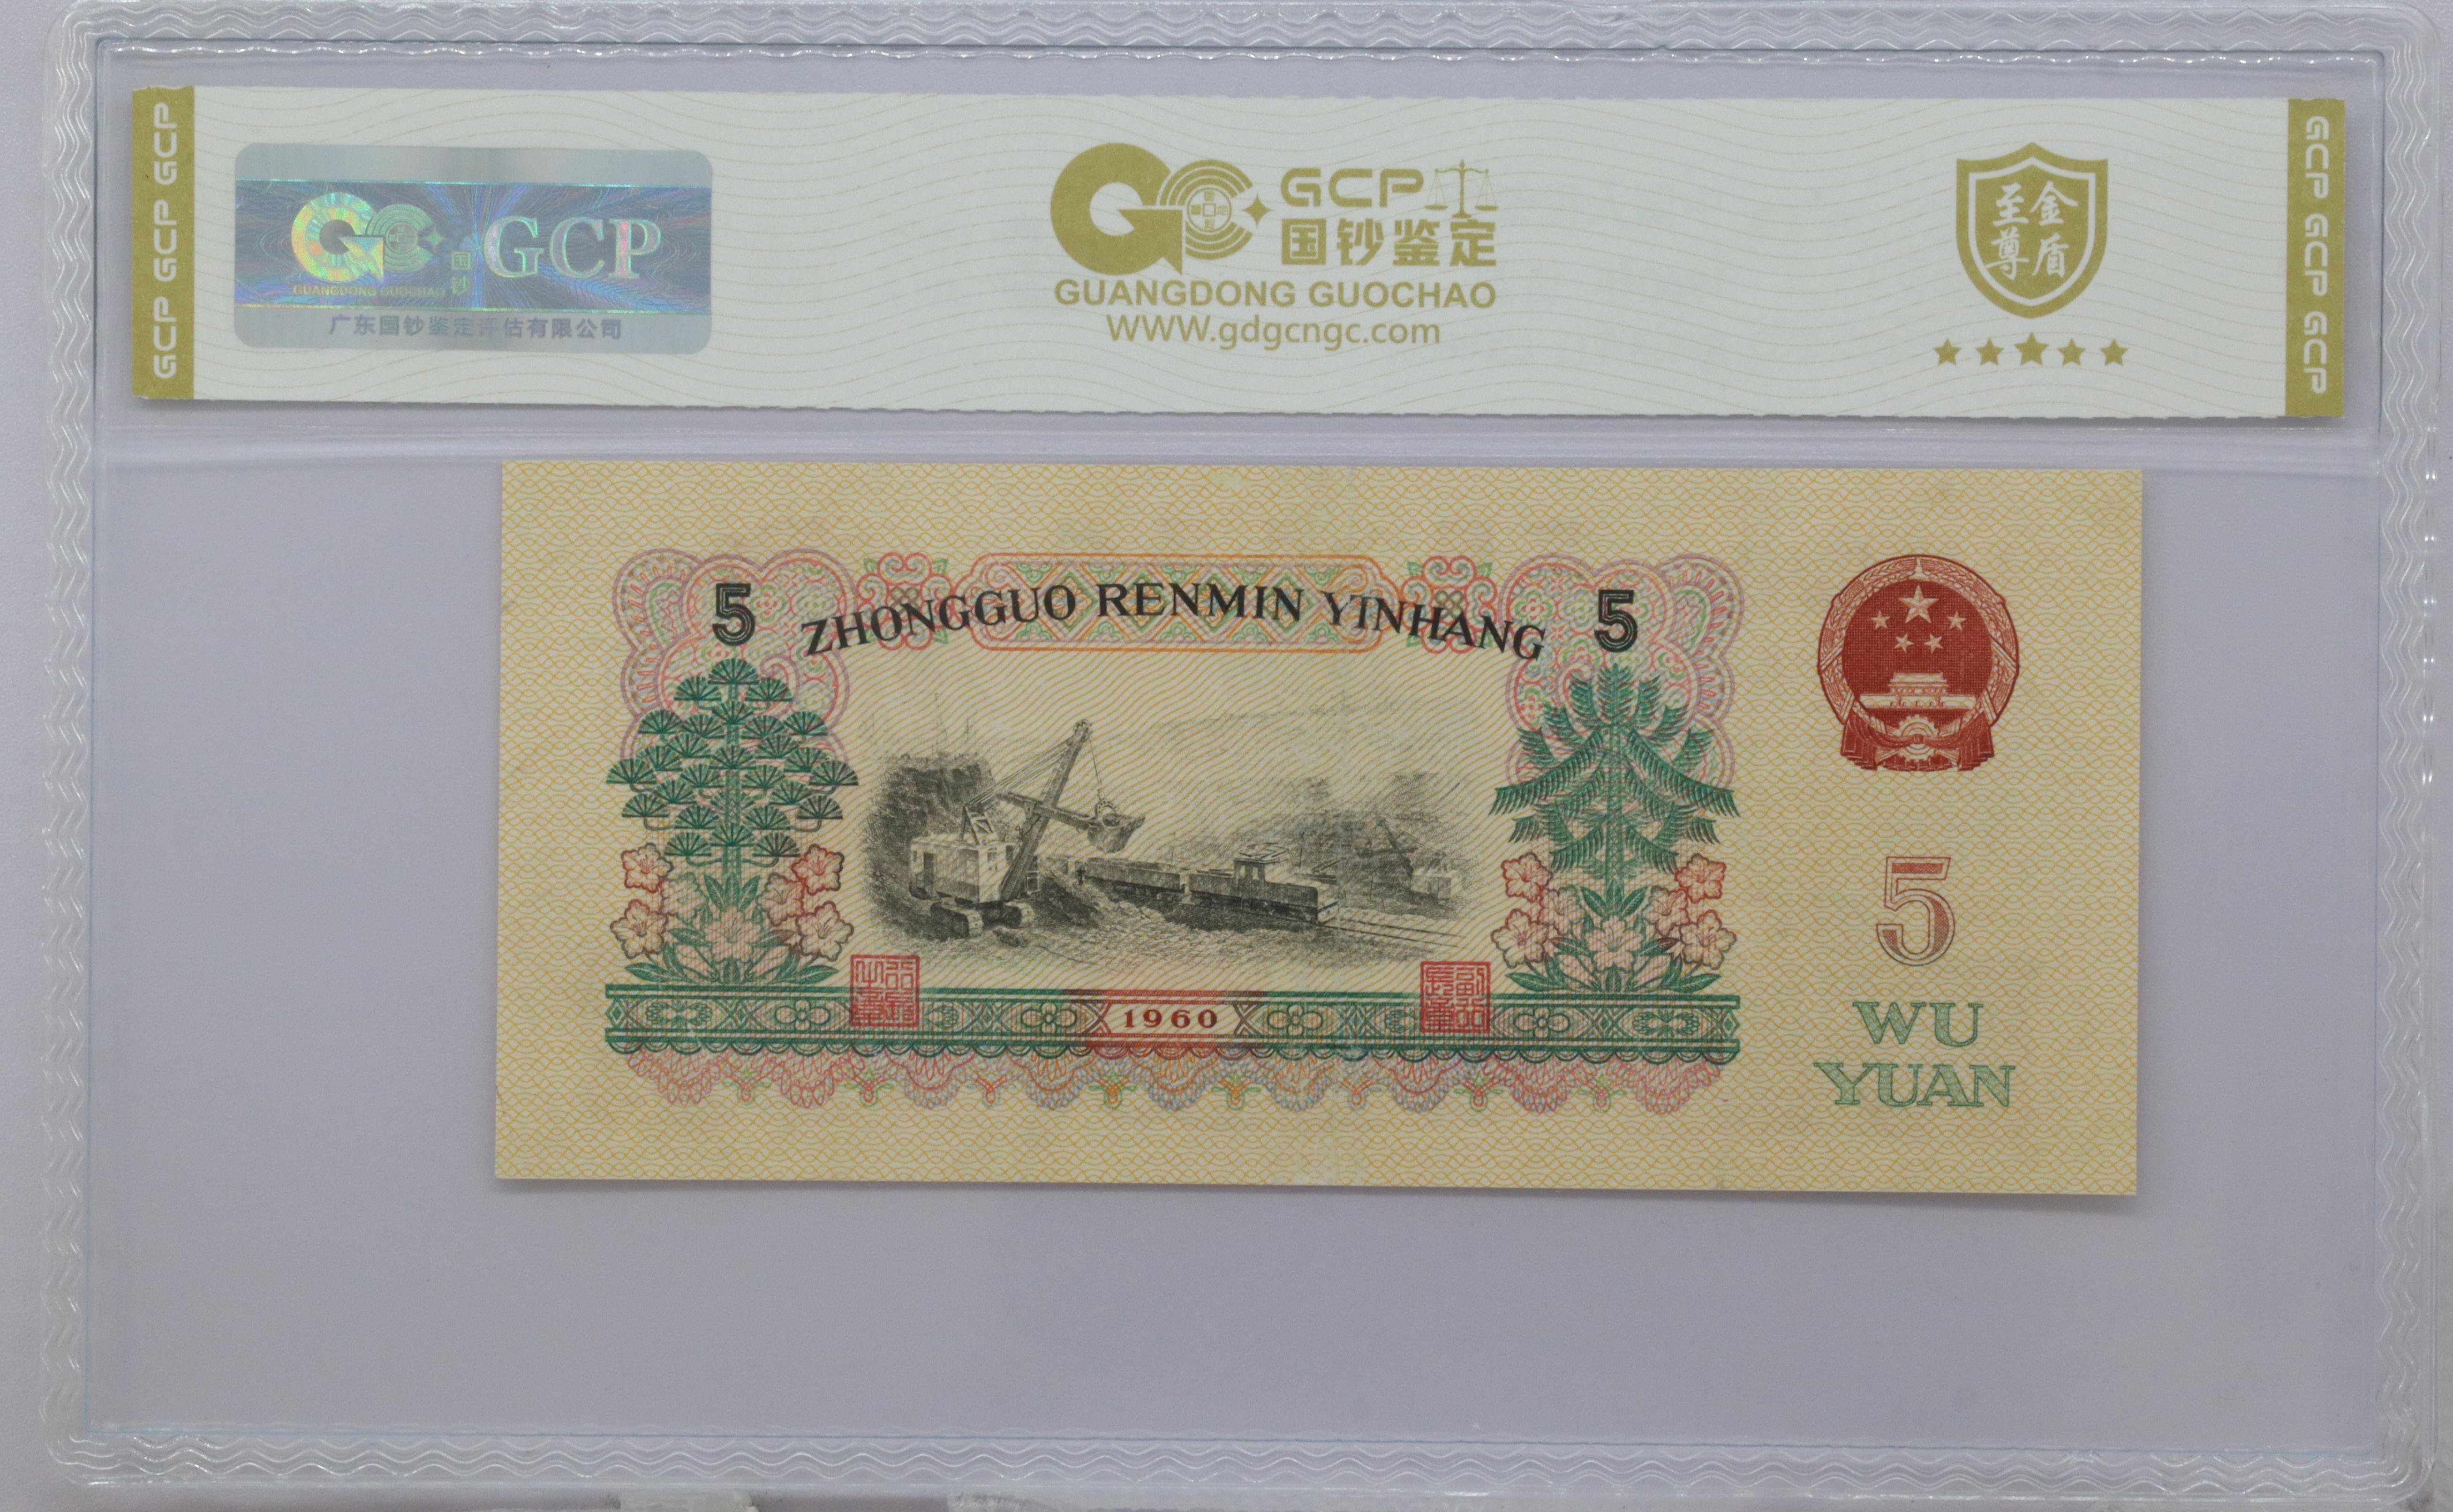 GCP GCP GCP
GCP
国钞
GUANGDONG GUOCHAO
广东国钞鉴定评估有限公司
GCP
国钞鉴定
GUANGDONG GUOCHAO
WWW.gdgcngc.com
至尊
金盾
GCP GCP GCP
5 ZHONGGUO RENMIN YINHANG 5
1960
5
WU
YUAN